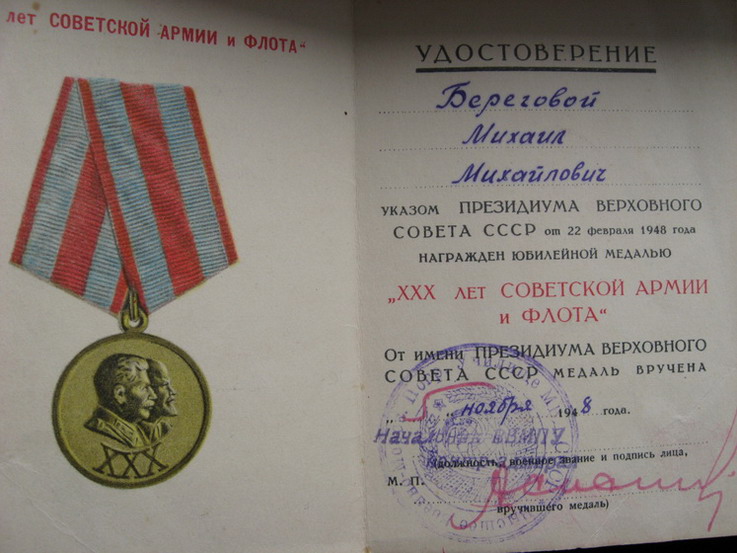 лет СОВЕТСКОЙ АРМИИ и ФЛОТА“
XXX
УДОСТОВЕРЕНИЕ
Береговой
Михаил
Михайлович
УКАЗОМ ПРЕЗИДИУМА ВЕРХОВНОГО
СОВЕТА СССР от 22 февраля 1948 года
НАГРАЖДЕН ЮБИЛЕЙНОЙ МЕДАЛЬЮ
„XXX ЛЕТ СОВЕТСКОЙ АРМИИ
и ФЛОТА“
От имени ПРЕЗИДИУМА ВЕРХОВНОГО
СОВЕТА СССР МЕДАЛЬ ВРУЧЕНА
„5“ ноября 1948 года.
Начальник
(должность, военное звание и подпись лица,
М. П.
вручившего медаль)